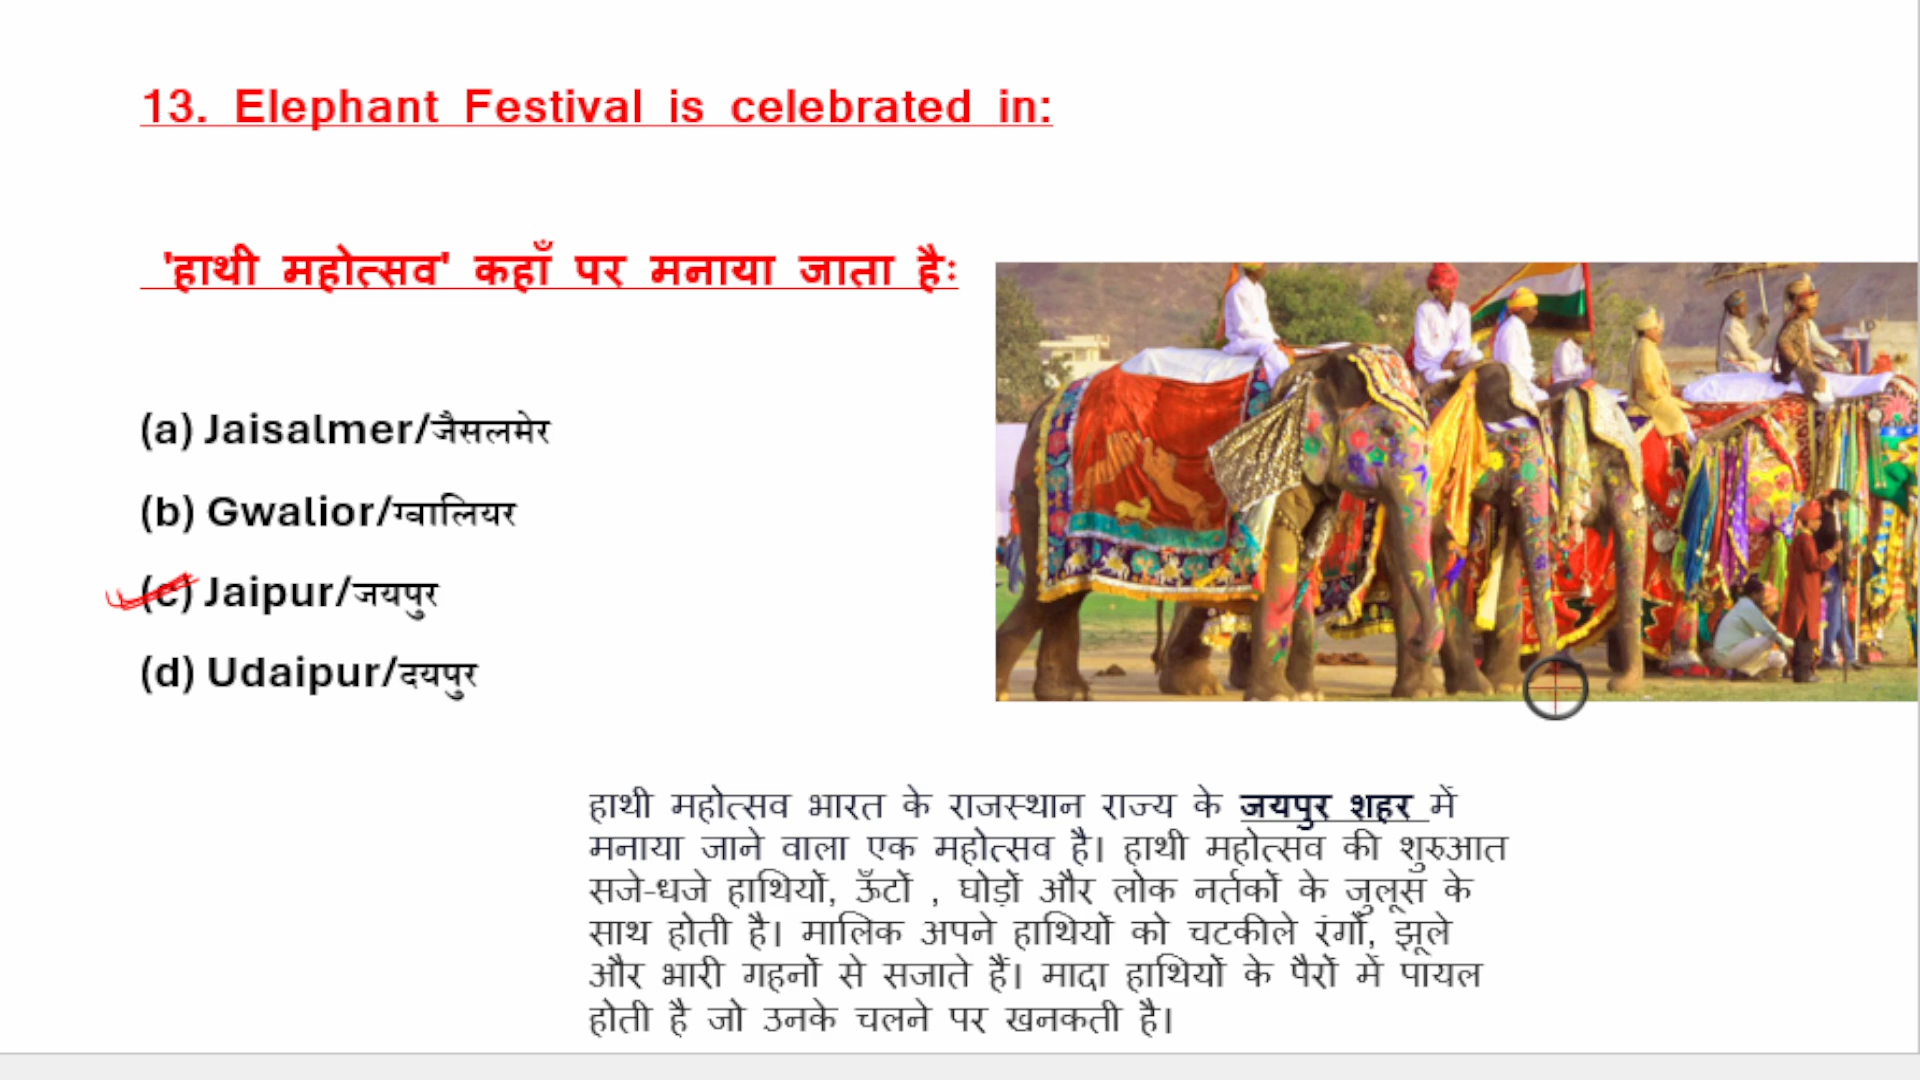 13. Elephant Festival is celebrated in:
'हाथी महोत्सव' कहाँ पर मनाया जाता है:
(a) Jaisalmer/जैसलमेर
(b) Gwalior/ग्वालियर
(c) Jaipur/जयपुर
(d) Udaipur/दयपुर
हाथी महोत्सव भारत के राजस्थान राज्य के जयपुर शहर में
मनाया जाने वाला एक महोत्सव है। हाथी महोत्सव की शुरुआत
सजे-धजे हाथियों, ऊँटों , घोड़ों और लोक नर्तकों के जुलूस के
साथ होती है। मालिक अपने हाथियों को चटकीले रंगों, झूले
और भारी गहनों से सजाते हैं। मादा हाथियों के पैरों में पायल
होती है जो उनके चलने पर खनकती है।